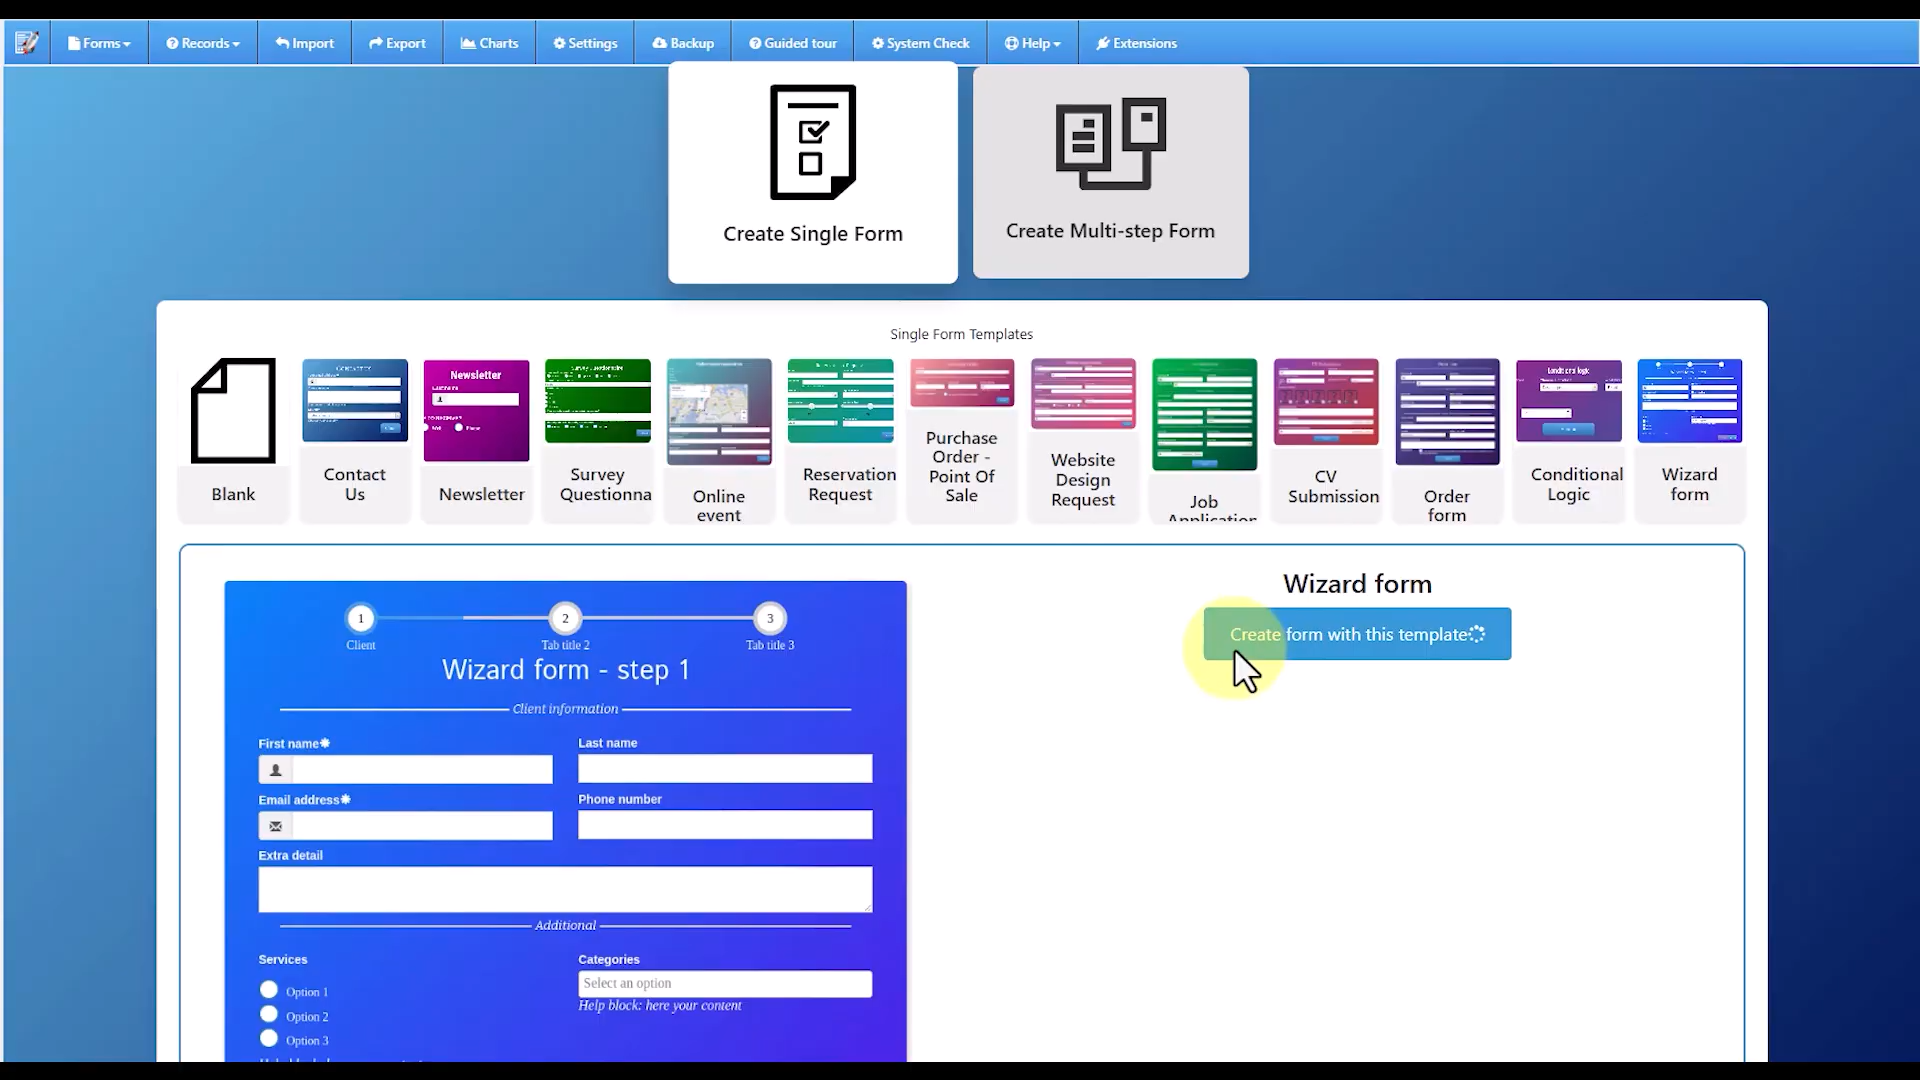 Forms
Records
Import
Export
Charts
Settings
Backup
Guided tour
System Check
Help
Extensions
Create Single Form
Create Multi-step Form
Single Form Templates
Newsletter
Blank
Contact
Us
Newsletter
Survey
Questionna
Online
event
Reservation
Request
Purchase
Order -
Point Of
Sale
Website
Design
Request
Job
Application
CV
Submission
Order
form
Conditional
Logic
Wizard
form
Wizard form
Create form with this template
1
2
3
Client
Tab title 2
Tab title 3
Wizard form - step 1
Client information
First name
Last name
Email address
Phone number
Extra detail
Additional
Services
Categories
Option 1
Select an option
Help block: here your content
Option 2
Option 3